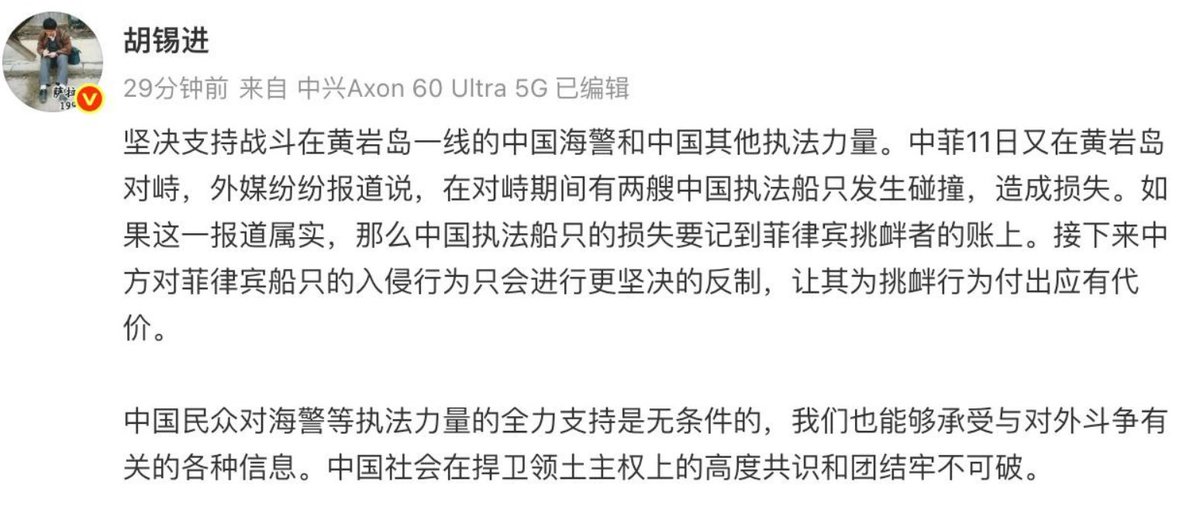 胡锡进
29分钟前 来自 中兴Axon 60 Ultra 5G 已编辑
坚决支持战斗在黄岩岛一线的中国海警和中国其他执法力量。中菲11日又在黄岩岛
对峙，外媒纷纷报道说，在对峙期间有两艘中国执法船只发生碰撞，造成损失。如
果这一报道属实，那么中国执法船只的损失要记到菲律宾挑衅者的账上。接下来中
方对菲律宾船只的入侵行为只会进行更坚决的反制，让其为挑衅行为付出应有代
价。
中国民众对海警等执法力量的全力支持是无条件的，我们也能够承受与对外斗争有
关的各种信息。中国社会在捍卫领土主权上的高度共识和团结牢不可破。